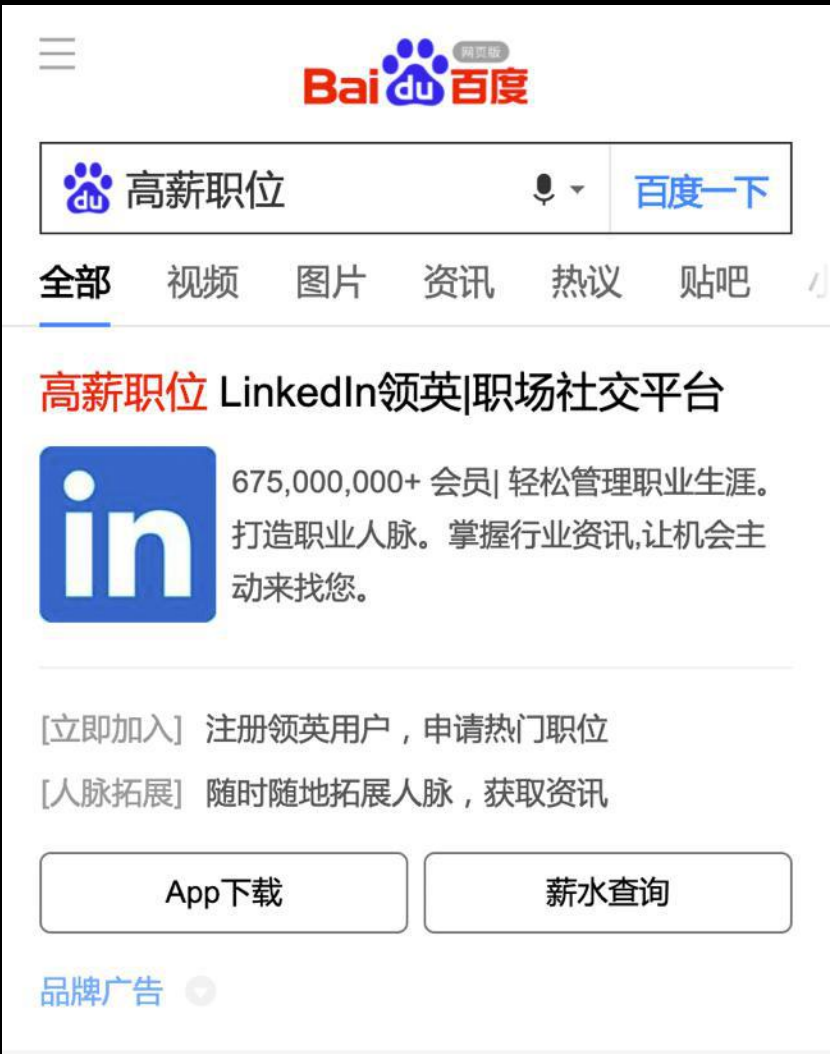 Bai du 百度 网页版
du 高薪职位 百度一下
全部 视频 图片 资讯 热议 贴吧
高薪职位 LinkedIn领英|职场社交平台
in
675,000,000+ 会员| 轻松管理职业生涯。
打造职业人脉。掌握行业资讯,让机会主
动来找您。
[立即加入] 注册领英用户，申请热门职位
[人脉拓展] 随时随地拓展人脉，获取资讯
App下载 薪水查询
品牌广告